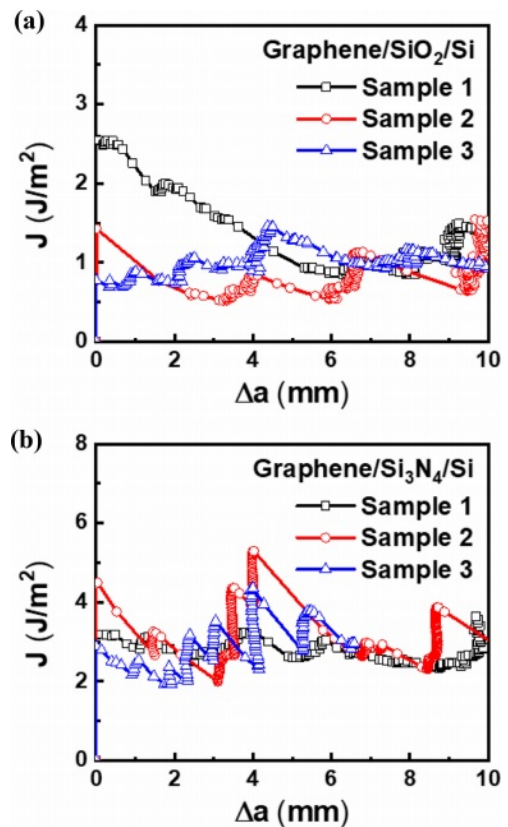 (a)
Graphene/SiO₂/Si
Sample 1
Sample 2
Sample 3
J (J/m²)
4
3
2
1
0
0 2 4 6 8 10
Δa (mm)
(b)
Graphene/Si₃N₄/Si
Sample 1
Sample 2
Sample 3
J (J/m²)
8
6
4
2
0
0 2 4 6 8 10
Δa (mm)